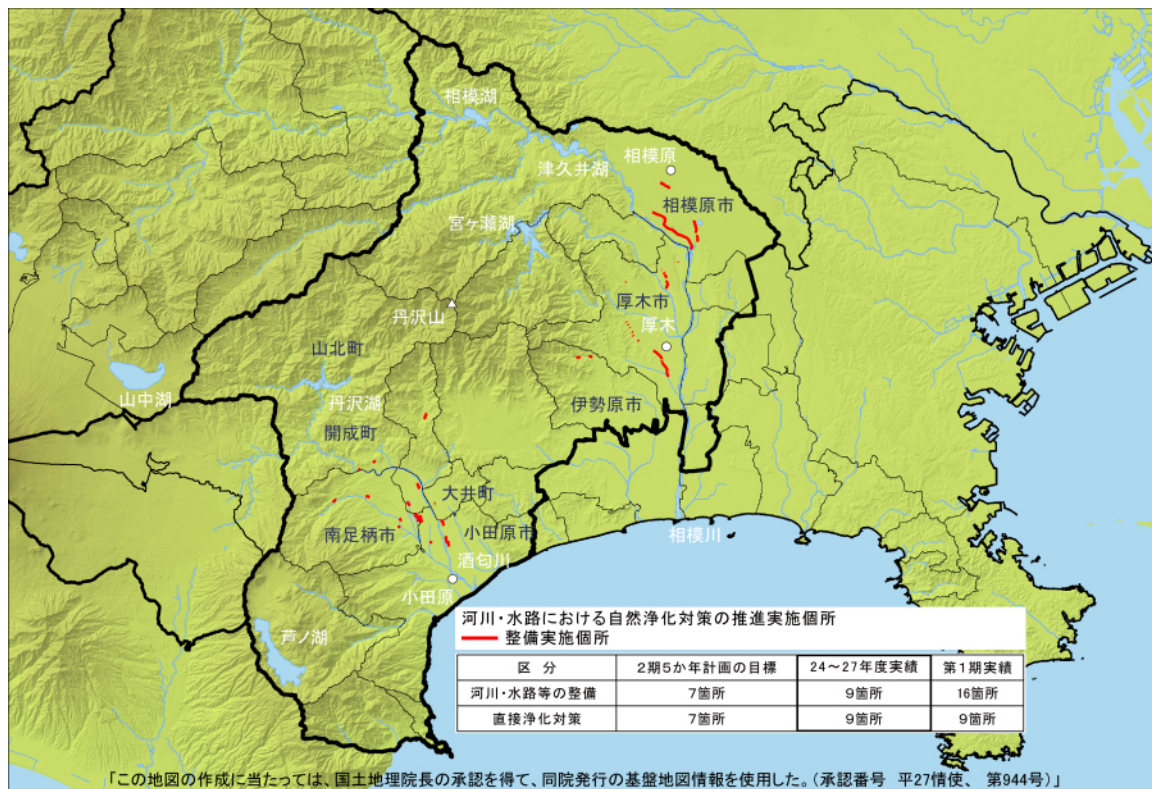 相模湖
津久井湖
相模原
相模原市
宮ヶ瀬湖
丹沢山
厚木市
厚木
山北町
山中湖
丹沢湖
伊勢原市
開成町
大井町
南足柄市
小田原市
酒匂川
相模川
小田原
芦ノ湖
河川・水路における自然浄化対策の推進実施個所
整備実施個所
区 分 2期5か年計画の目標 24～27年度実績 第1期実績
河川・水路等の整備 7箇所 9箇所 16箇所
直接浄化対策 7箇所 9箇所 9箇所
「この地図の作成に当たっては、国土地理院長の承認を得て、同院発行の基盤地図情報を使用した。（承認番号 平27情使、 第944号）」